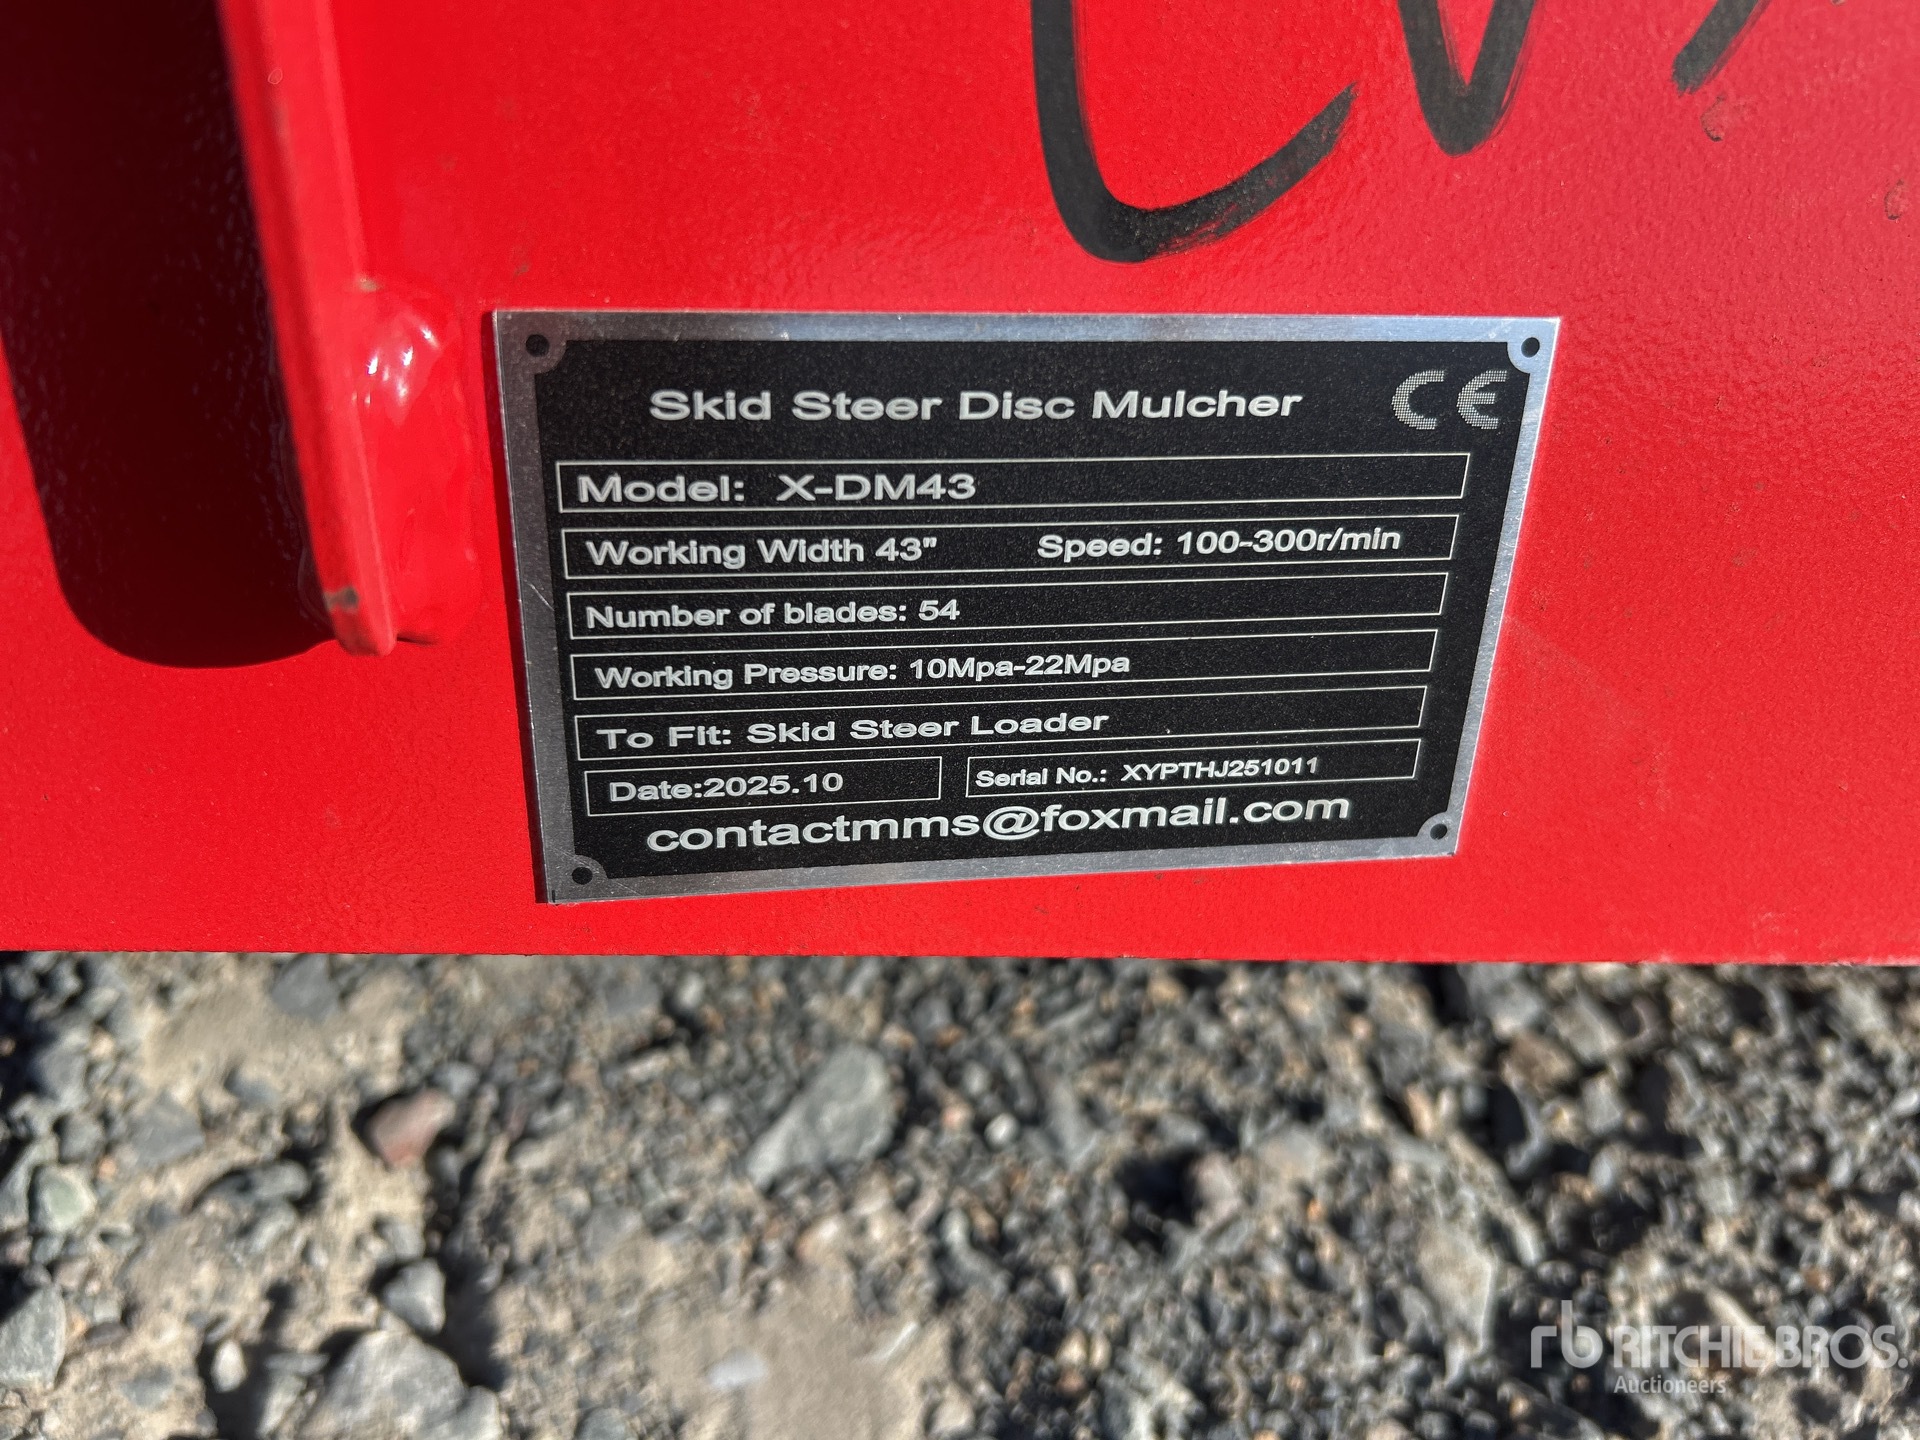 Skid Steer Disc Mulcher CE
Model: X-DM43
Working Width 43" Speed: 100-300r/min
Number of blades: 54
Working Pressure: 10Mpa-22Mpa
To Fit: Skid Steer Loader
Date:2025.10 Serial No.: XYPTHJ251011
contactmms@foxmail.com
rb RITCHIE BROS.
Auctioneers